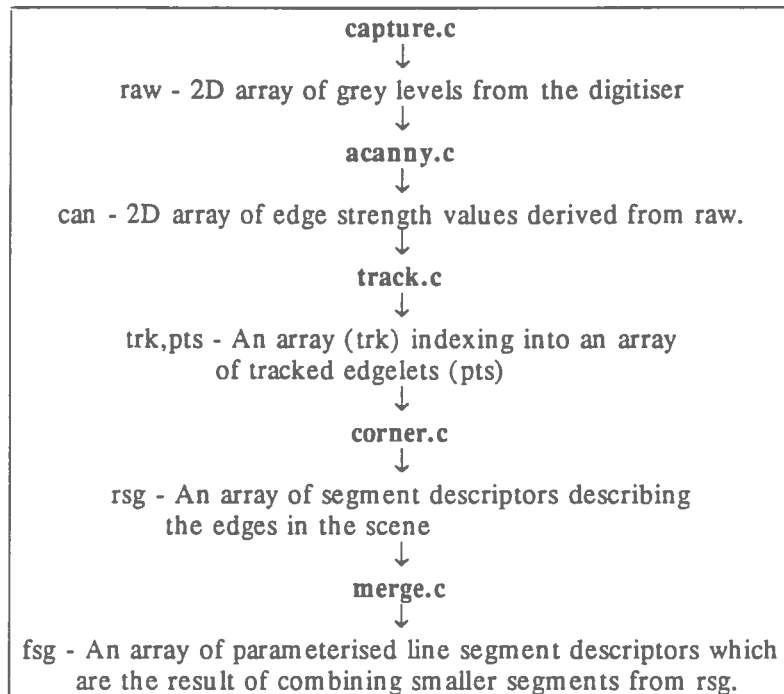 capture.c
↓
raw - 2D array of grey levels from the digitiser
↓
acanny.c
↓
can - 2D array of edge strength values derived from raw.
↓
track.c
↓
trk,pts - An array (trk) indexing into an array
of tracked edgelets (pts)
↓
corner.c
↓
rsg - An array of segment descriptors describing
the edges in the scene
↓
merge.c
↓
fsg - An array of parameterised line segment descriptors which
are the result of combining smaller segments from rsg.